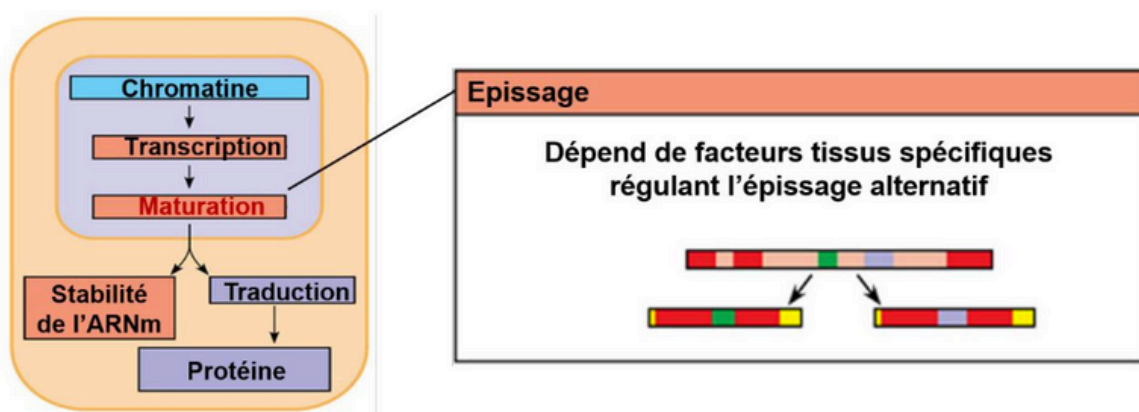 Chromatine
Transcription
Maturation
Stabilité
de l'ARNm
Traduction
Protéine
Epissage
Dépend de facteurs tissus spécifiques
régulant l'épissage alternatif